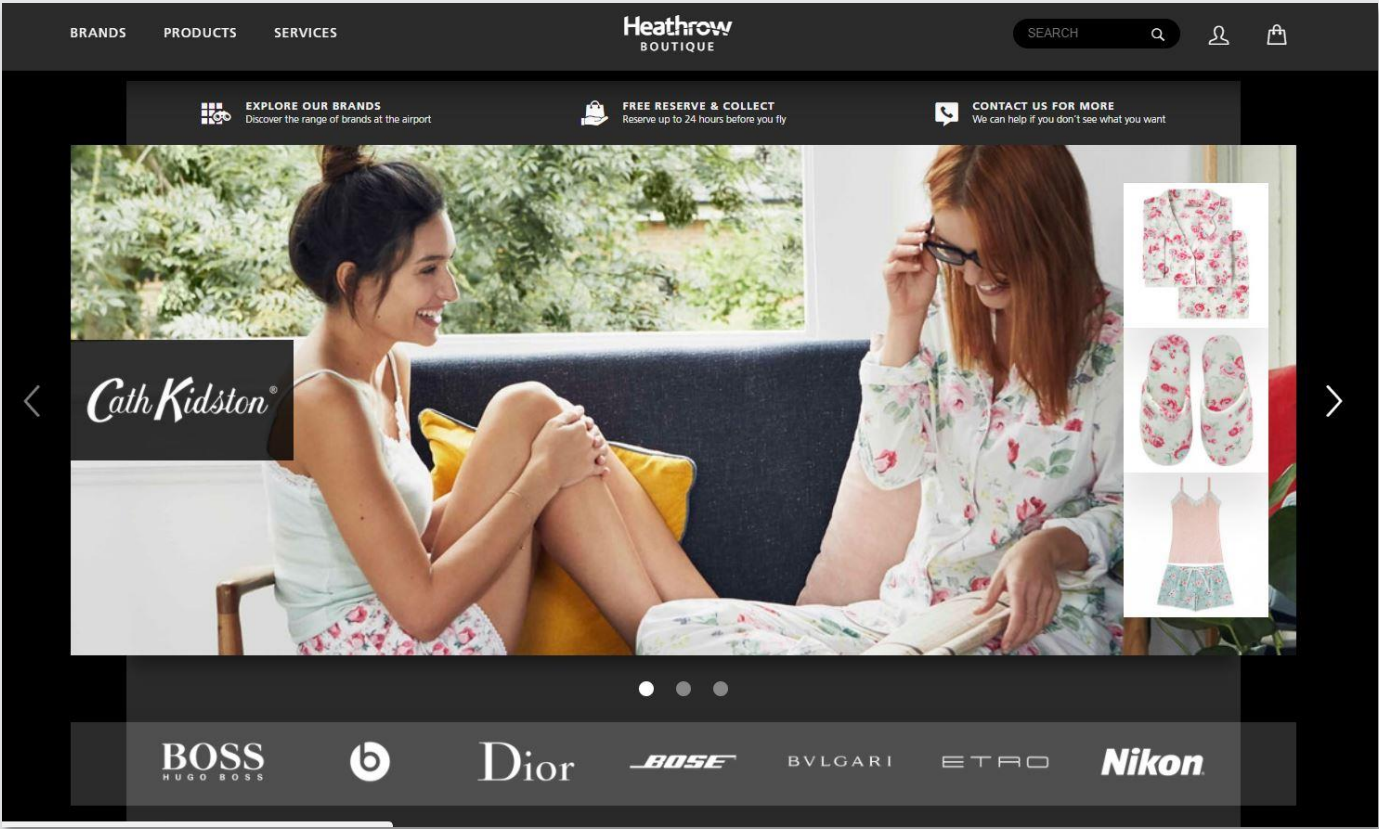 BRANDS PRODUCTS SERVICES
Heathrow
BOUTIQUE
SEARCH
EXPLORE OUR BRANDS
Discover the range of brands at the airport
FREE RESERVE & COLLECT
Reserve up to 24 hours before you fly
CONTACT US FOR MORE
We can help if you don't see what you want
Cath Kidston®
BOSS
HUGO BOSS
b
Dior
BOSE
BVLGARI
ETRO
Nikon